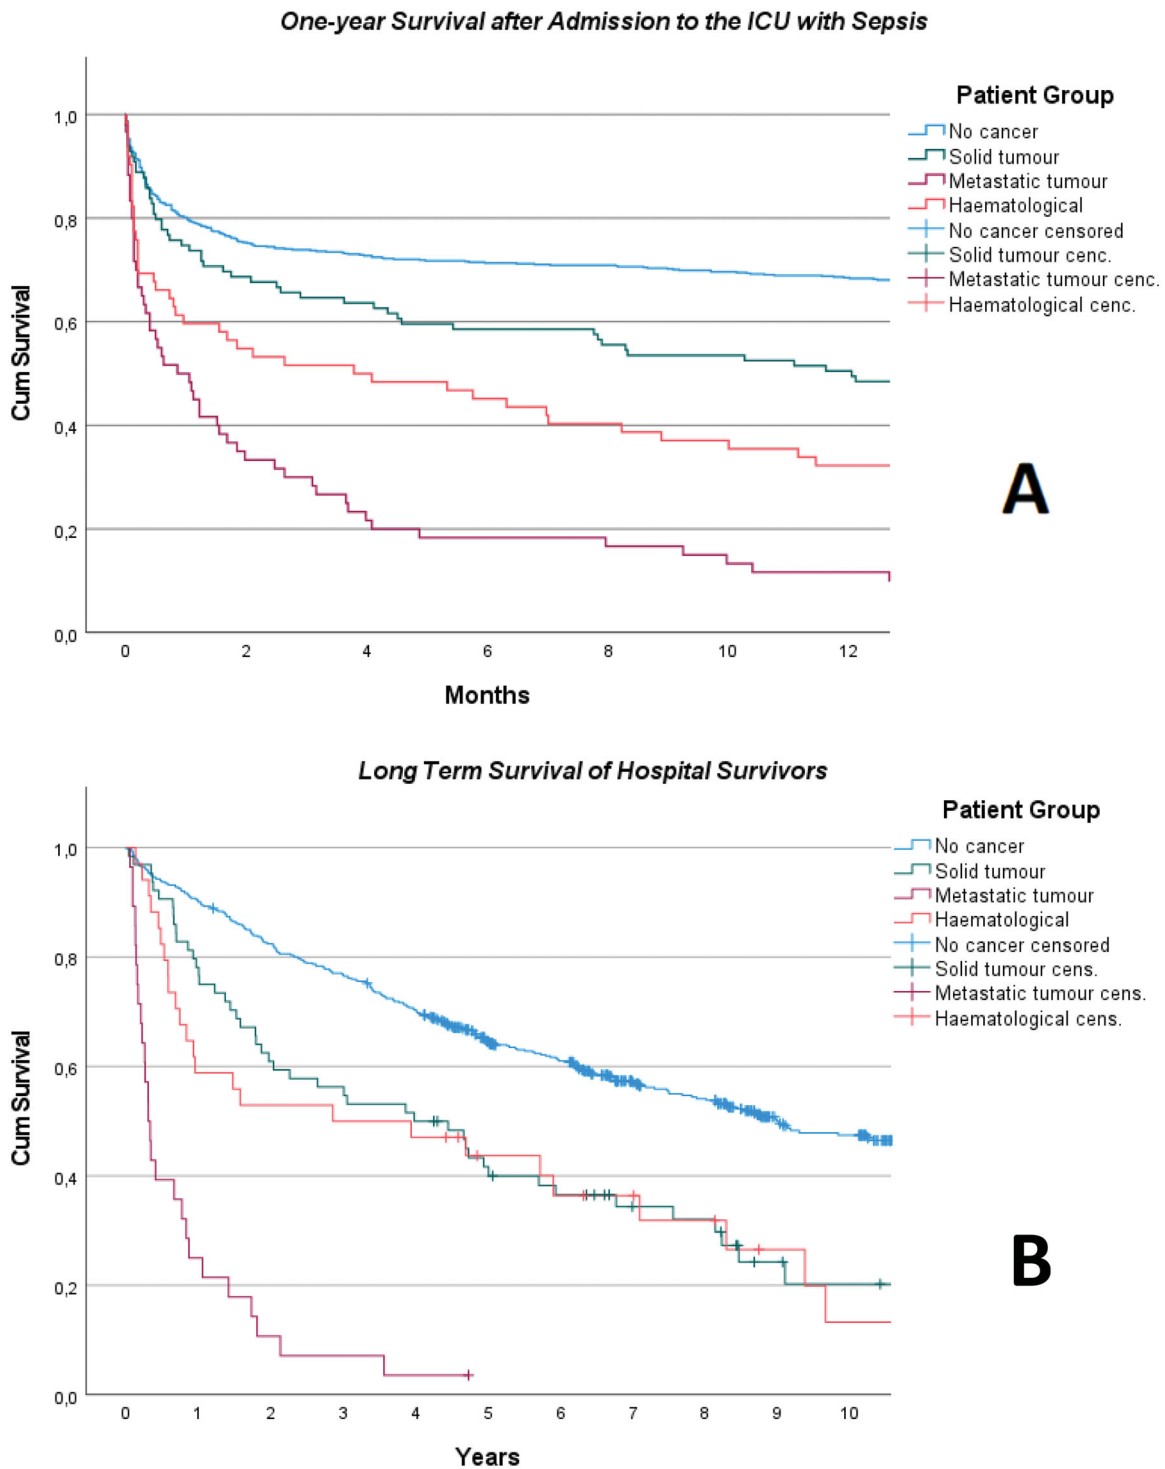 One-year Survival after Admission to the ICU with Sepsis
Patient Group
No cancer
Solid tumour
Metastatic tumour
Haematological
No cancer censored
Solid tumour cenc.
Metastatic tumour cenc.
Haematological cenc.
Cum Survival
1,0
0,8
0,6
0,4
0,2
0,0
0 2 4 6 8 10 12
Months
A
Long Term Survival of Hospital Survivors
Patient Group
No cancer
Solid tumour
Metastatic tumour
Haematological
No cancer censored
Solid tumour cens.
Metastatic tumour cens.
Haematological cens.
Cum Survival
1,0
0,8
0,6
0,4
0,2
0,0
0 1 2 3 4 5 6 7 8 9 10
Years
B